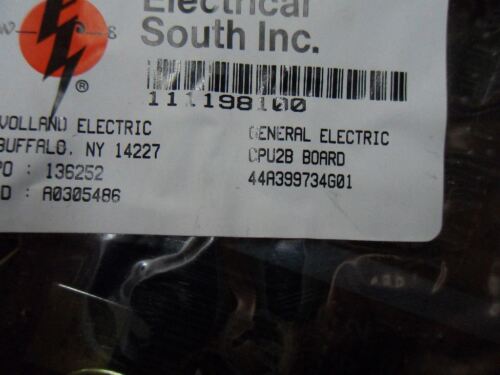 Electrical
South Inc.
W S
®
111198100
VOLLAND ELECTRIC
BUFFALO, NY 14227
PO : 136252
D : A0305486
GENERAL ELECTRIC
CPU2B BOARD
44A399734G01